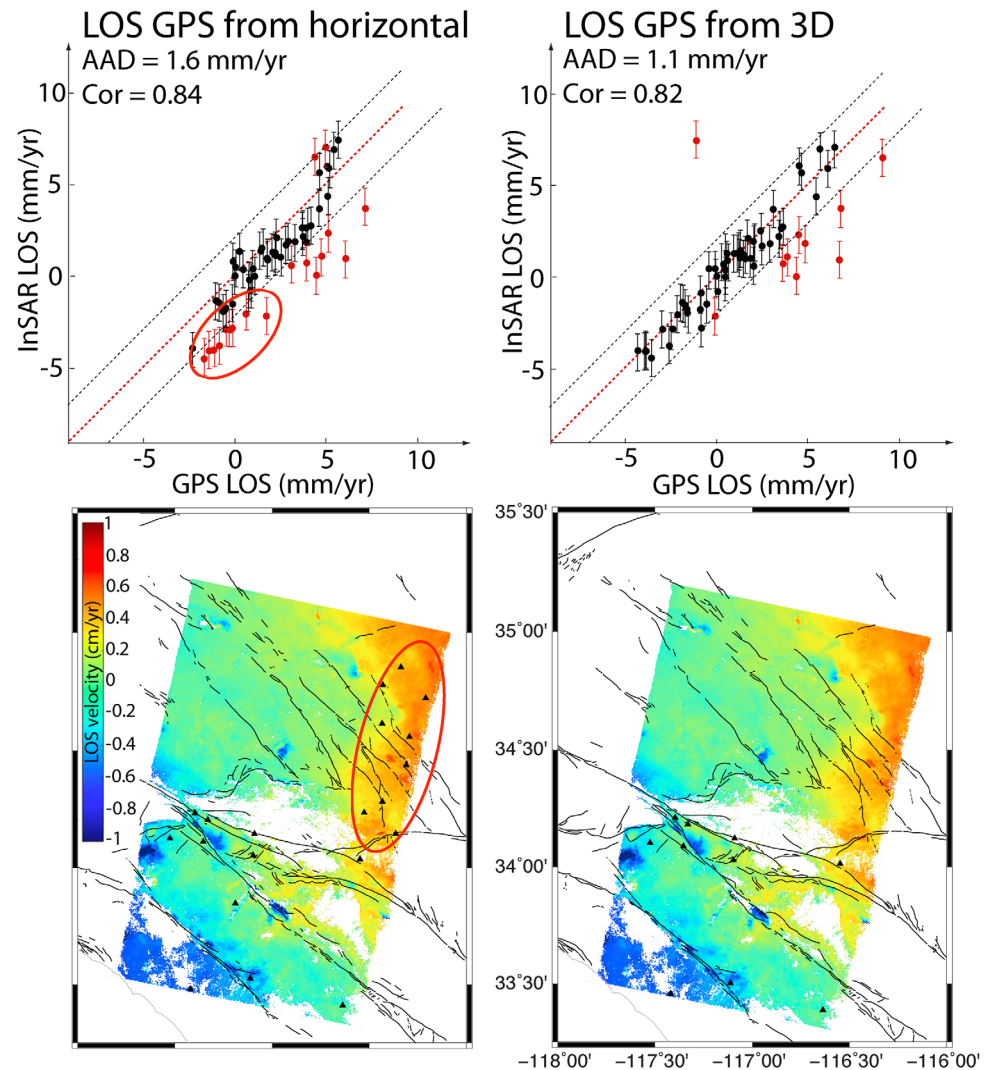 LOS GPS from horizontal
AAD = 1.6 mm/yr
Cor = 0.84
10
5
0
-5
InSAR LOS (mm/yr)
-5 0 5 10
GPS LOS (mm/yr)
LOS GPS from 3D
AAD = 1.1 mm/yr
Cor = 0.82
10
5
0
-5
InSAR LOS (mm/yr)
-5 0 5 10
GPS LOS (mm/yr)
1
0.8
0.6
0.4
0.2
0
-0.2
-0.4
-0.6
-0.8
-1
LOS velocity (cm/yr)
35˚30'
35˚00'
34˚30'
34˚00'
33˚30'
−118˚00' −117˚30' −117˚00' −116˚30' −116˚00'